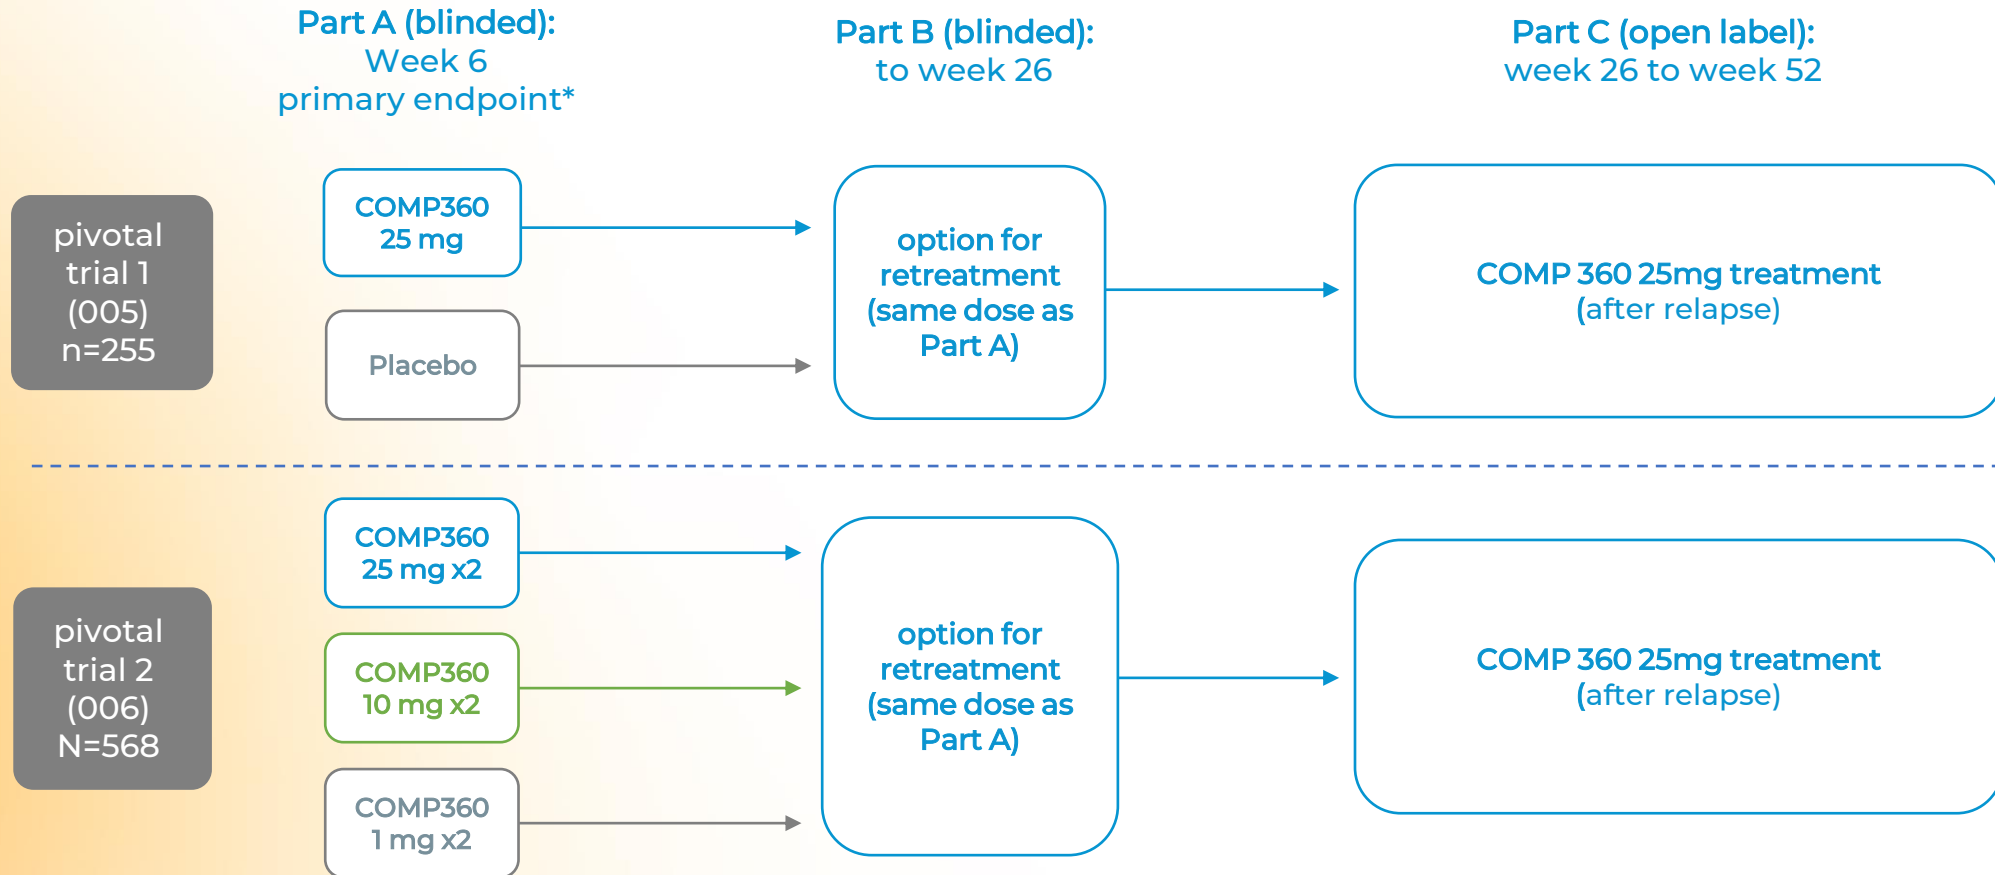 Part A (blinded):
Week 6
primary endpoint*
Part B (blinded):
to week 26
Part C (open label):
week 26 to week 52
pivotal
trial 1
(005)
n=255
COMP360
25 mg
Placebo
option for
retreatment
(same dose as
Part A)
COMP 360 25mg treatment
(after relapse)
pivotal
trial 2
(006)
N=568
COMP360
25 mg x2
COMP360
10 mg x2
COMP360
1 mg x2
option for
retreatment
(same dose as
Part A)
COMP 360 25mg treatment
(after relapse)